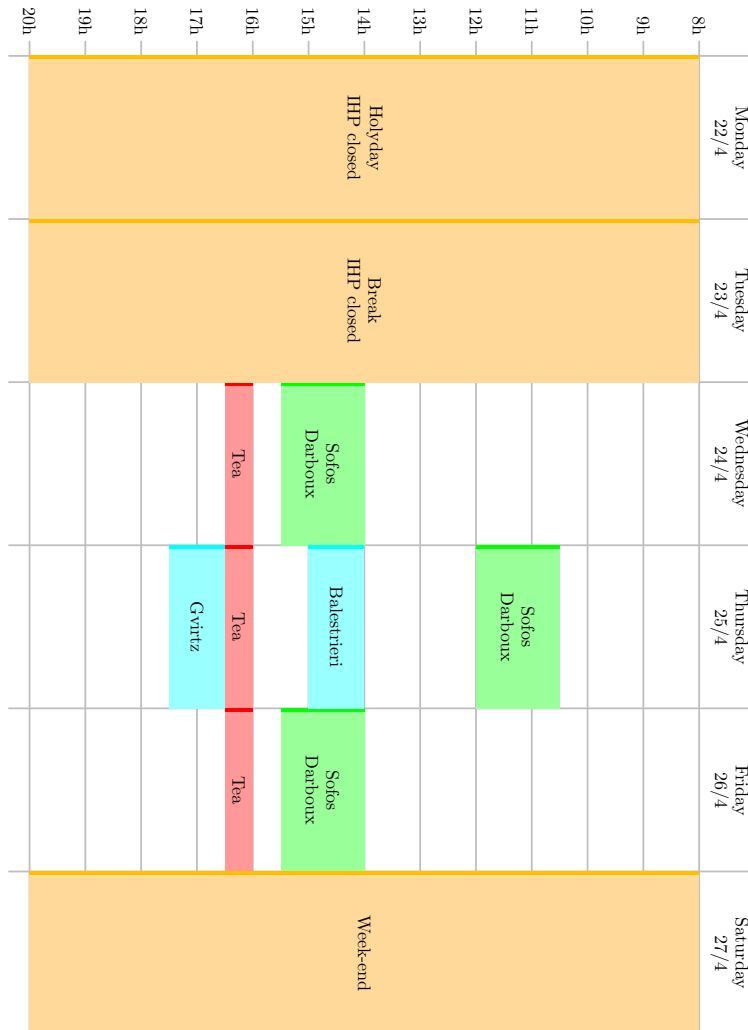 Monday
22/4
Tuesday
23/4
Wednesday
24/4
Thursday
25/4
Friday
26/4
Saturday
27/4
8h
9h
10h
11h
12h
13h
14h
15h
16h
17h
18h
19h
20h
Holyday
IHP closed
Break
IHP closed
Sofos
Darboux
Tea
Sofos
Darboux
Balestrieri
Tea
Gvirtz
Sofos
Darboux
Tea
Week-end